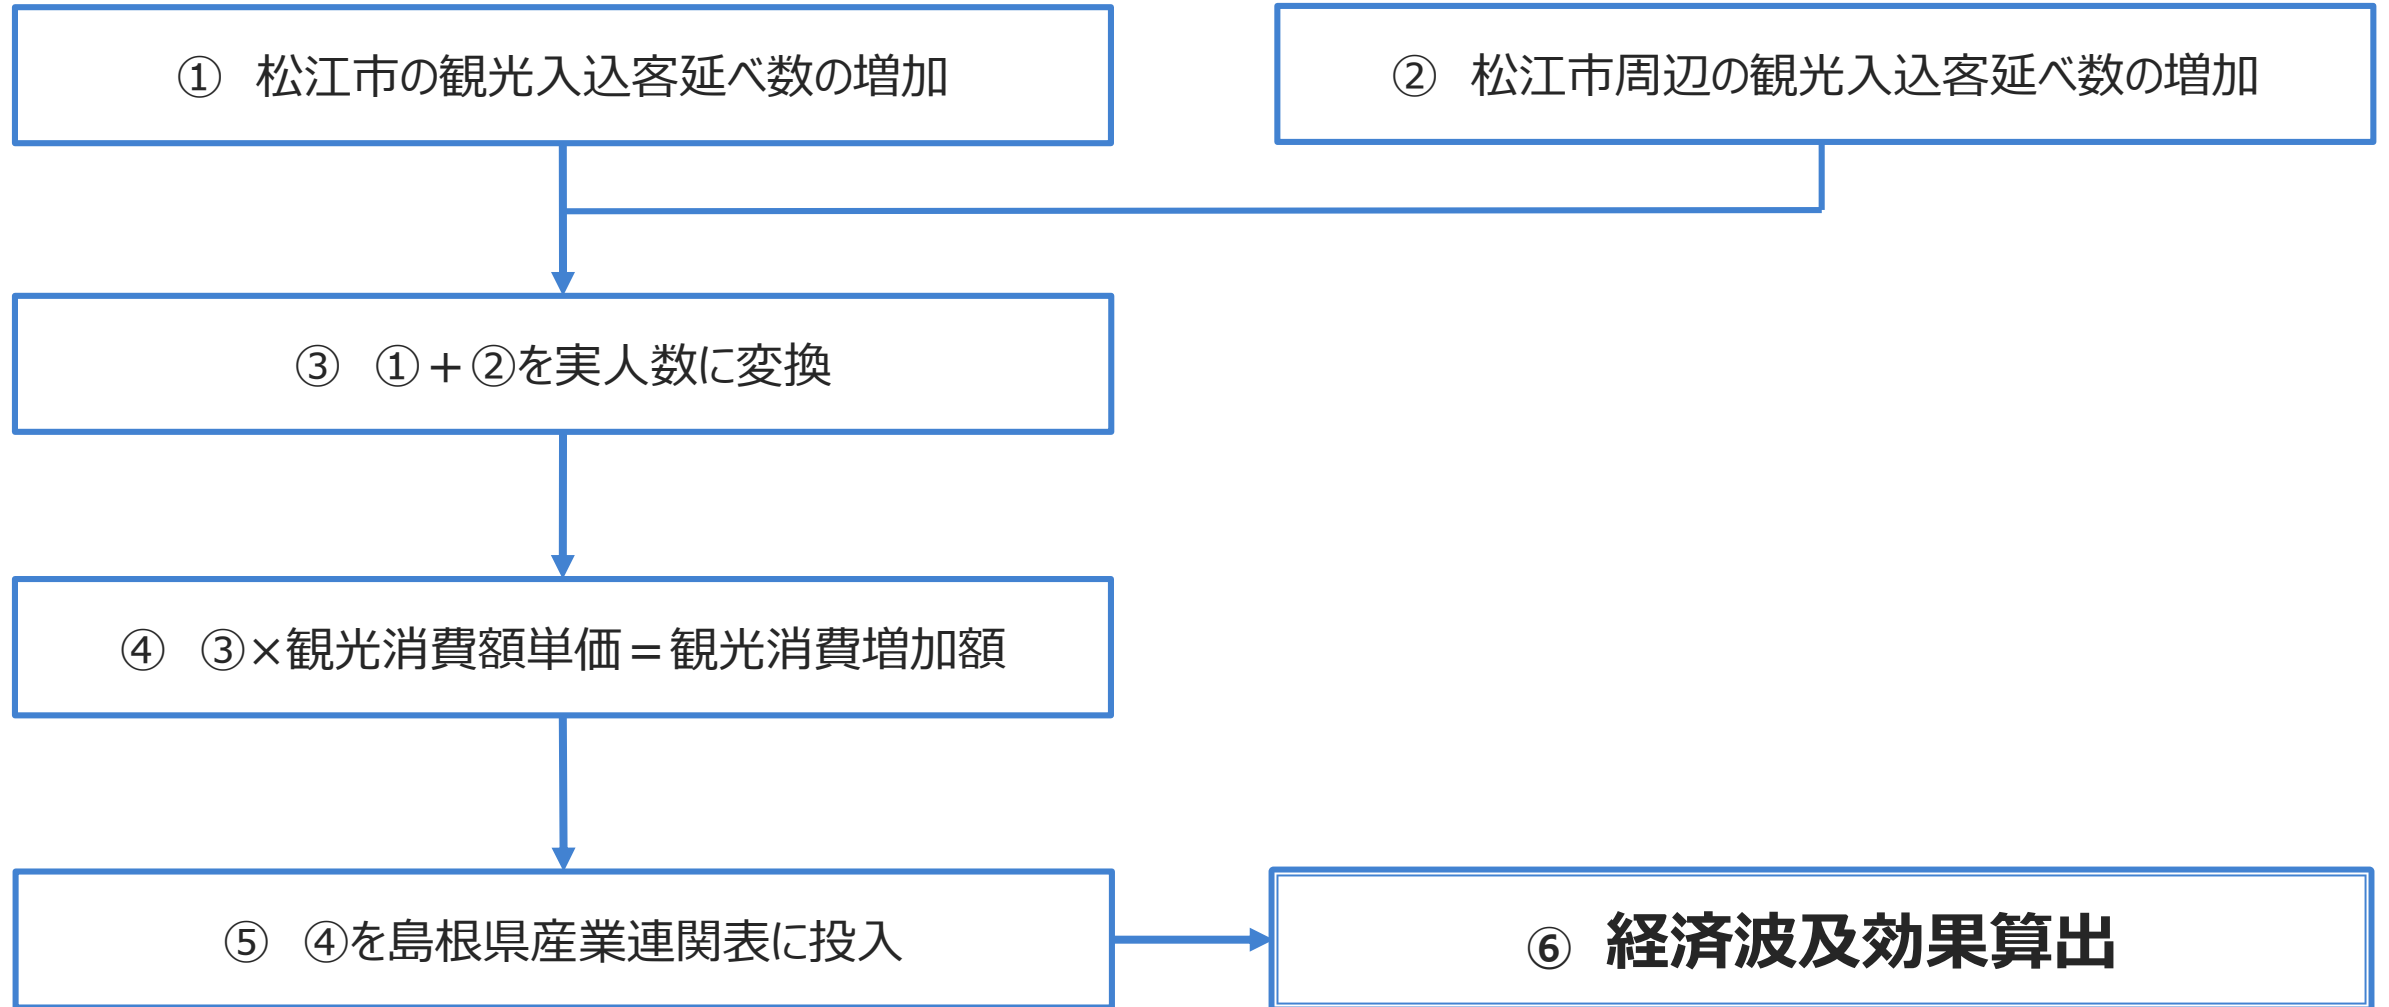 ① 松江市の観光入込客延べ数の増加
② 松江市周辺の観光入込客延べ数の増加
③ ①+②を実人数に変換
④ ③×観光消費額単価=観光消費増加額
⑤ ④を島根県産業連関表に投入
⑥ 経済波及効果算出